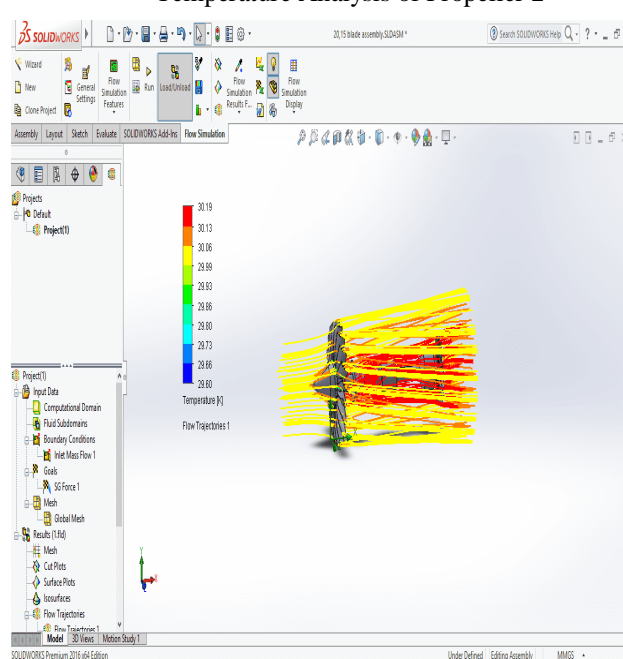 Temperature Analysis of Propeller 2
SOLIDWORKS
20,15 blade assembly.SLDASM *
Search SOLIDWORKS Help
Wizard
New
Clone Project
General Settings
Flow Simulation Features
Run
Load/Unload
Flow Simulation Results F...
Flow Simulation Display
Assembly Layout Sketch Evaluate SOLIDWORKS Add-Ins Flow Simulation
Projects
Default
Project(1)
30.19
30.13
30.06
29.99
29.93
29.86
29.80
29.73
29.66
29.60
Temperature [K]
Flow Trajectories 1
Project(1)
Input Data
Computational Domain
Fluid Subdomains
Boundary Conditions
Inlet Mass Flow 1
Goals
SG Force 1
Mesh
Global Mesh
Results (1.fld)
Mesh
Cut Plots
Surface Plots
Isosurfaces
Flow Trajectories
Flow Trajectories 1
Y
X
Model 3D Views Motion Study 1
SOLIDWORKS Premium 2016 x64 Edition
Under Defined Editing Assembly MMGS